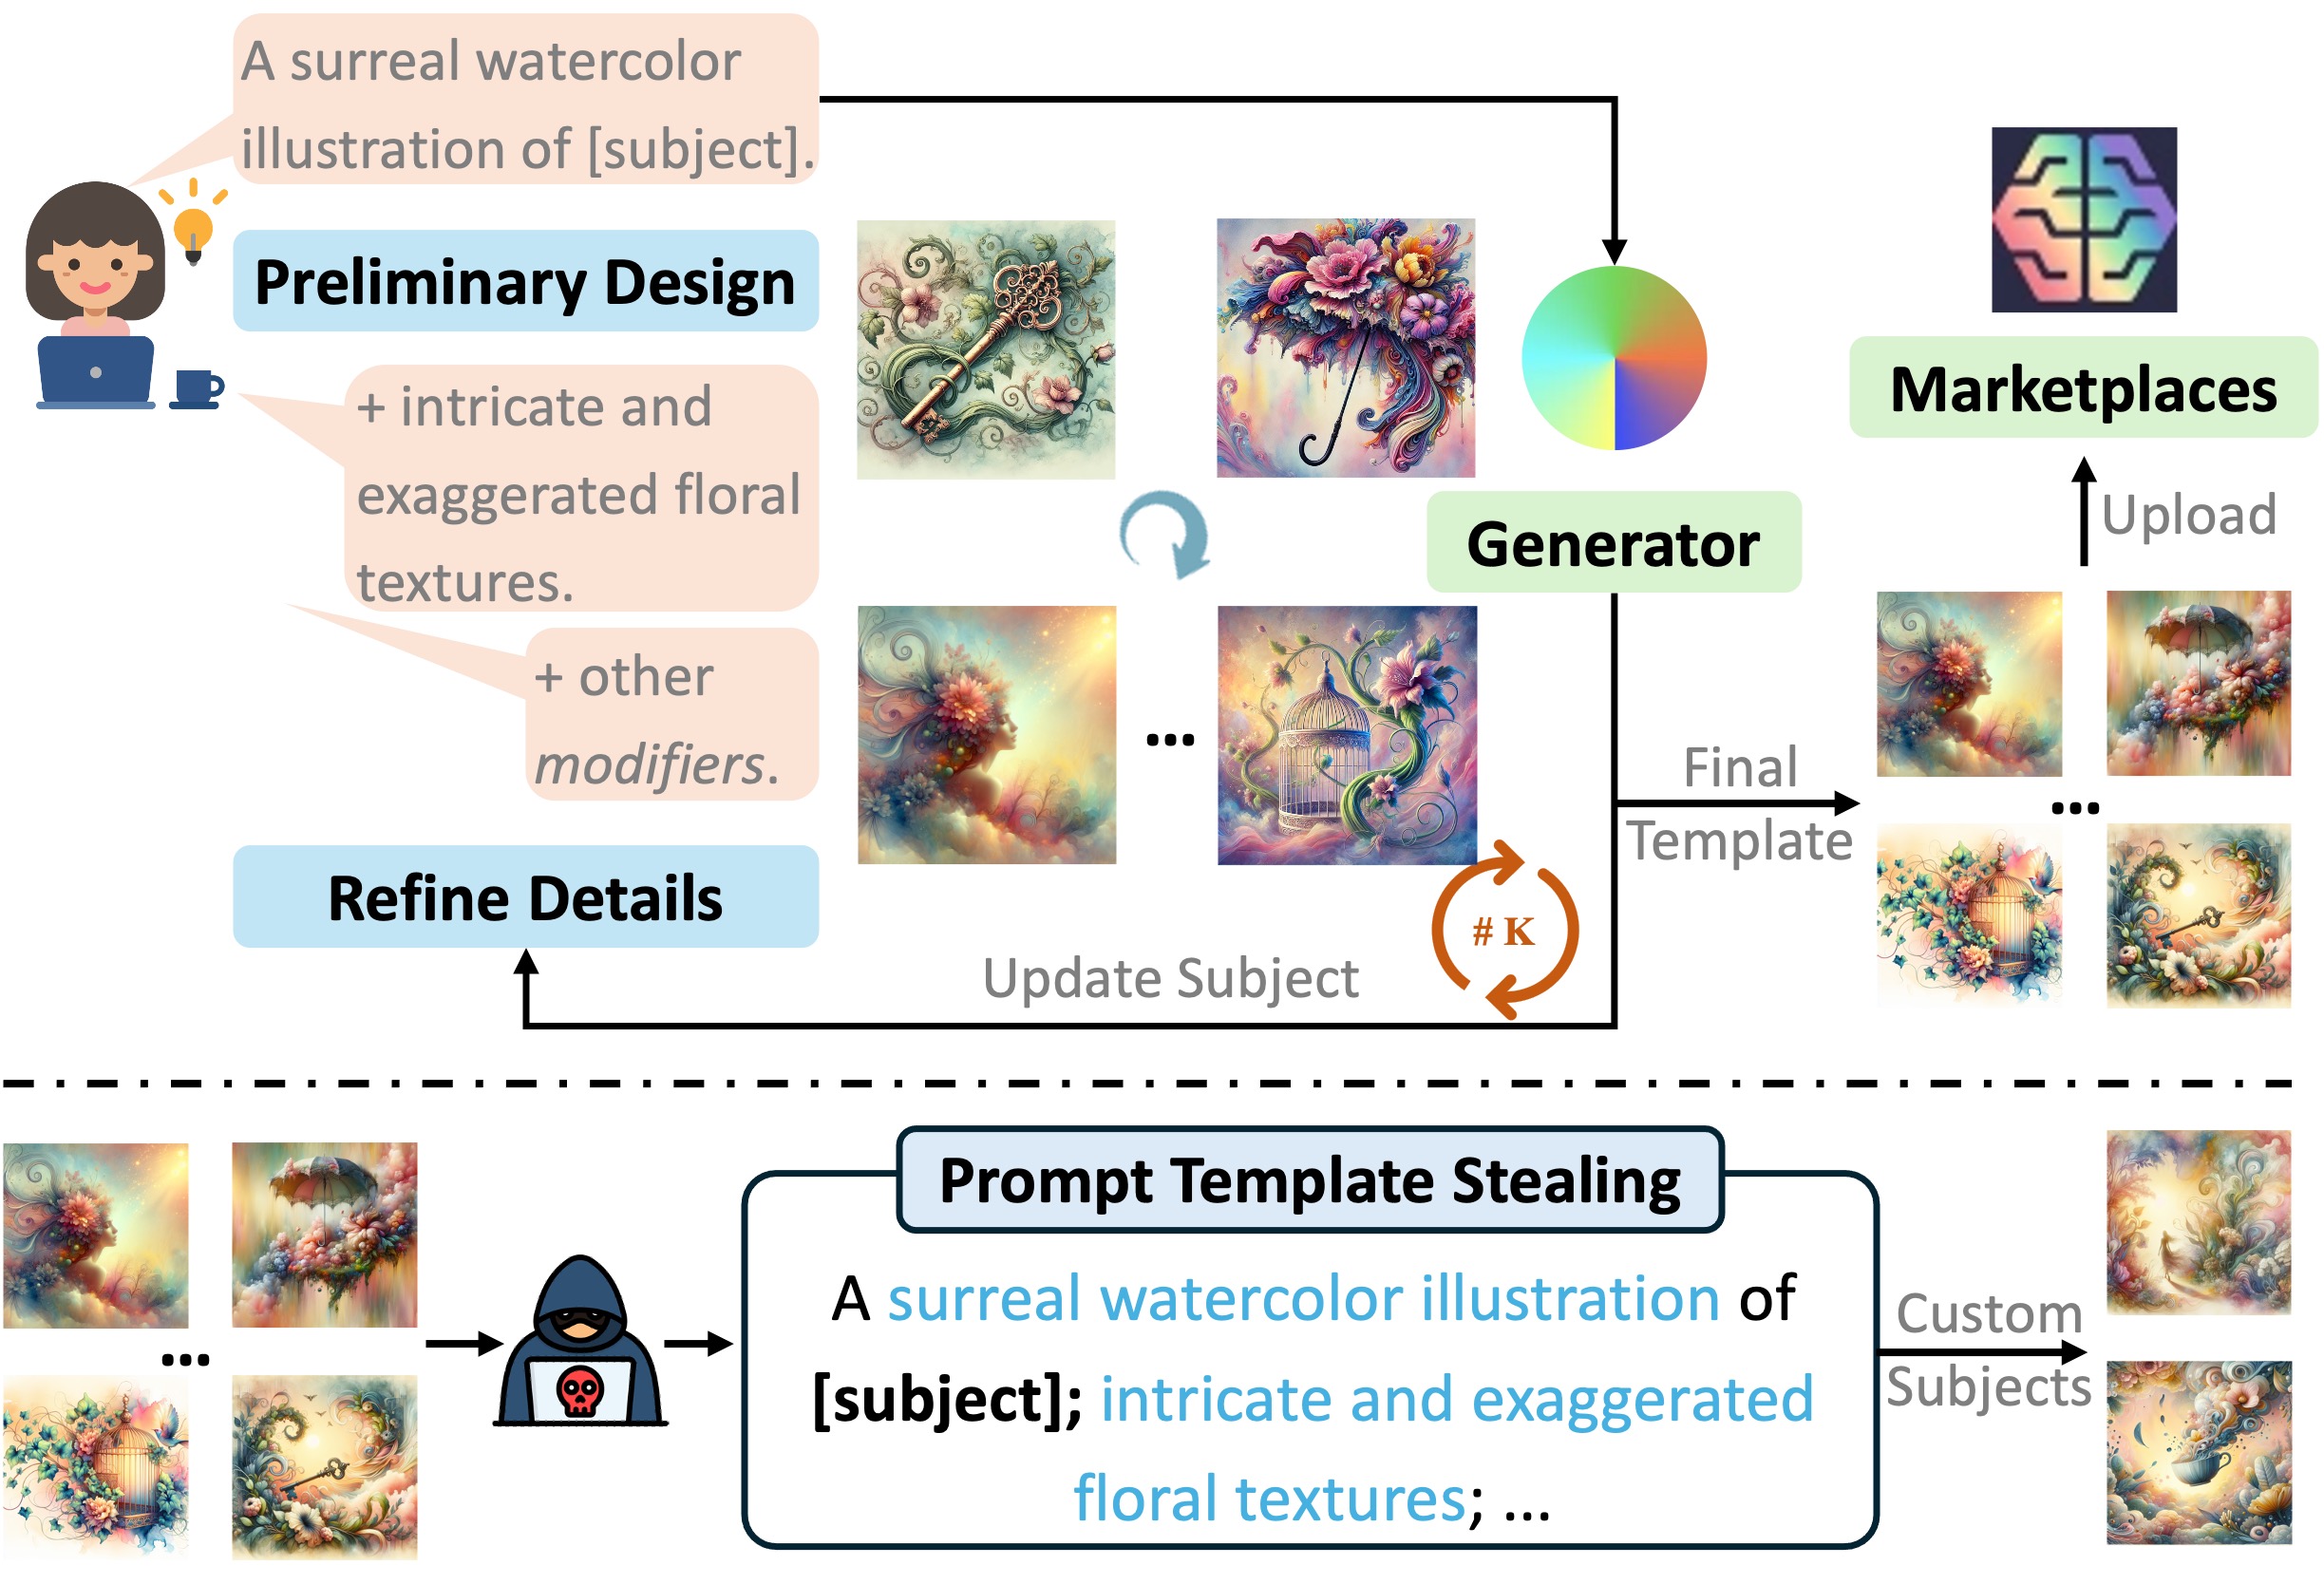 A surreal watercolor
illustration of [subject].
Preliminary Design
+ intricate and
exaggerated floral
textures.
+ other
modifiers.
Refine Details
Generator
Marketplaces
Upload
Final
Template
# K
Update Subject
Prompt Template Stealing
A surreal watercolor illustration of
[subject]; intricate and exaggerated
floral textures; ...
Custom
Subjects